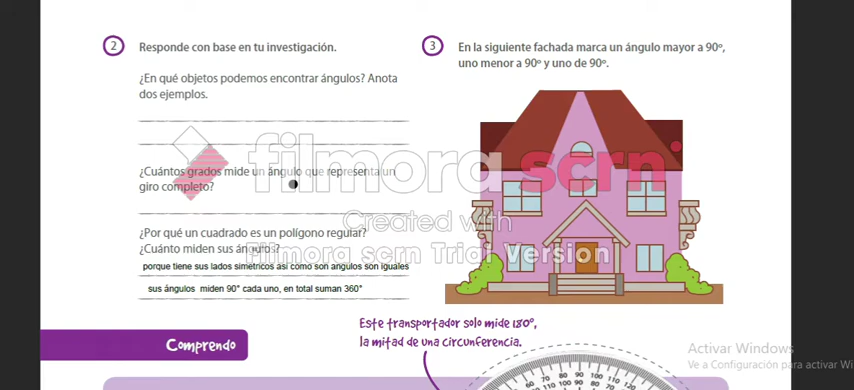 2 Responde con base en tu investigación.
¿En qué objetos podemos encontrar ángulos? Anota
dos ejemplos.
¿Cuántos grados mide un ángulo que representa un
giro completo?
¿Por qué un cuadrado es un polígono regular?
¿Cuánto miden sus ángulos?
porque tiene sus lados simetricos asi como son angulos son iguales
sus ángulos miden 90° cada uno, en total suman 360°
3 En la siguiente fachada marca un ángulo mayor a 90º,
uno menor a 90º y uno de 90º.
filmora scrn
Created with
Filmora scrn Trial Version
Este transportador solo mide 180º,
la mitad de una circunferencia.
Comprendo
Activar Windows
Ve a Configuración para activar Wi